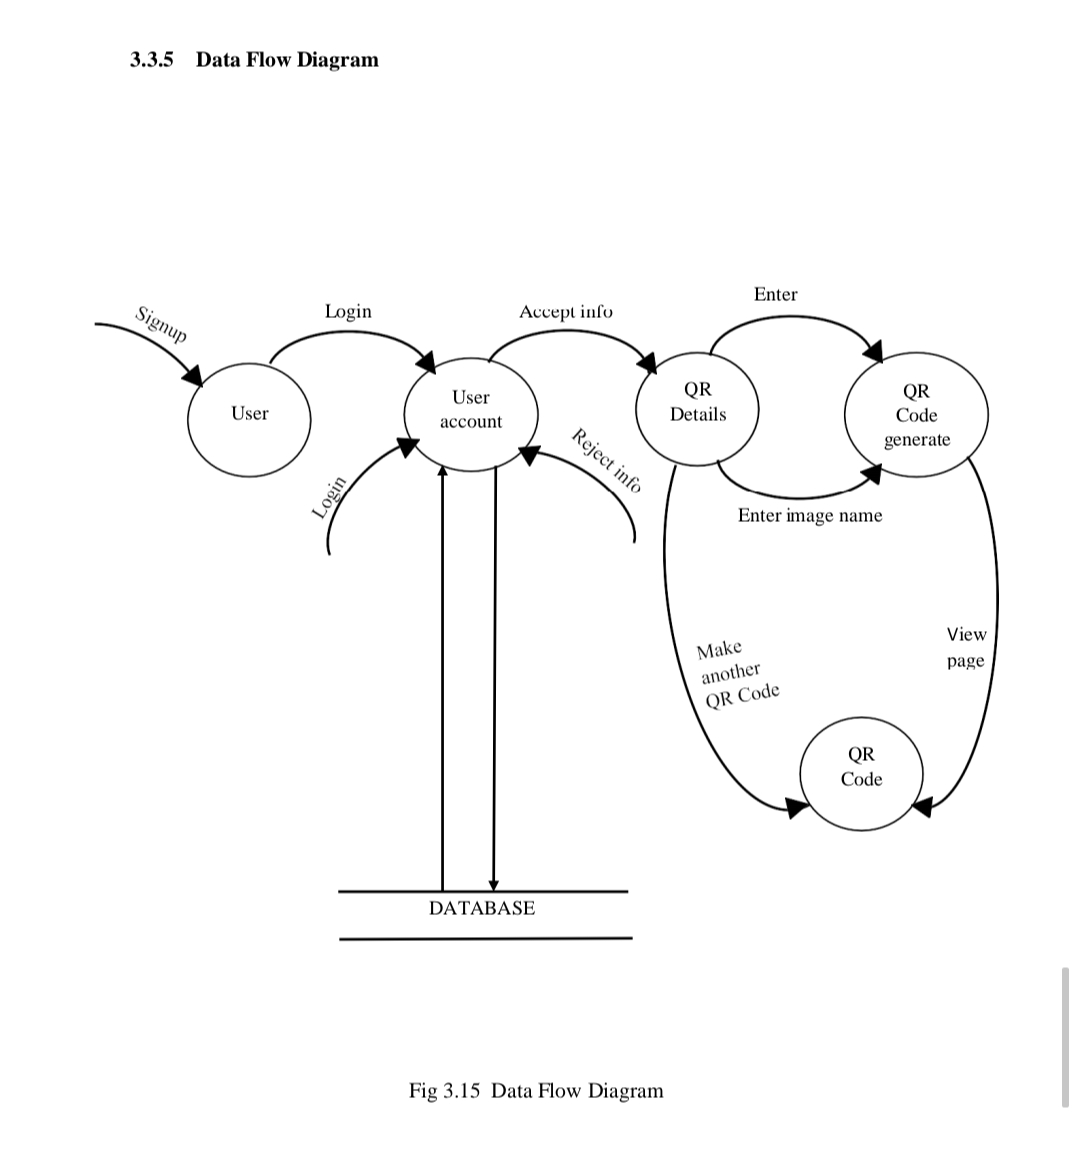 3.3.5 Data Flow Diagram
Enter
Signup
Login
Accept info
User
User
account
QR
Details
QR
Code
generate
Reject info
Login
Enter image name
Make
another
QR Code
View
page
QR
Code
DATABASE
Fig 3.15 Data Flow Diagram